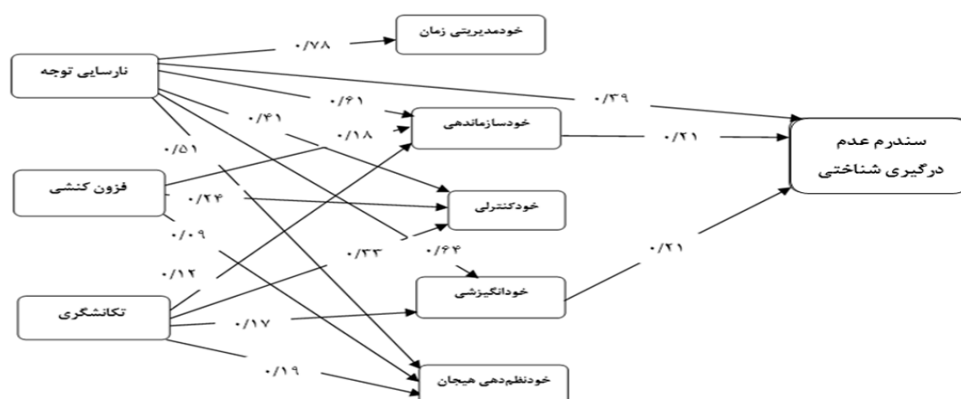 خودمدیریتی زمان
۰/۷۸
نارسایی توجه
۰/۳۹
۰/۶۱
خودسازماندهی
۰/۴۱
۰/۱۸
۰/۲۱
سندرم عدم
درگیری شناختی
۰/۵۱
فزون کنشی
۰/۲۴
خودکنترلی
۰/۰۹
۰/۳۳
۰/۶۴
۰/۲۱
۰/۱۲
خودانگیزشی
تکانشگری
۰/۱۷
۰/۱۹
خودنظم‌دهی هیجان